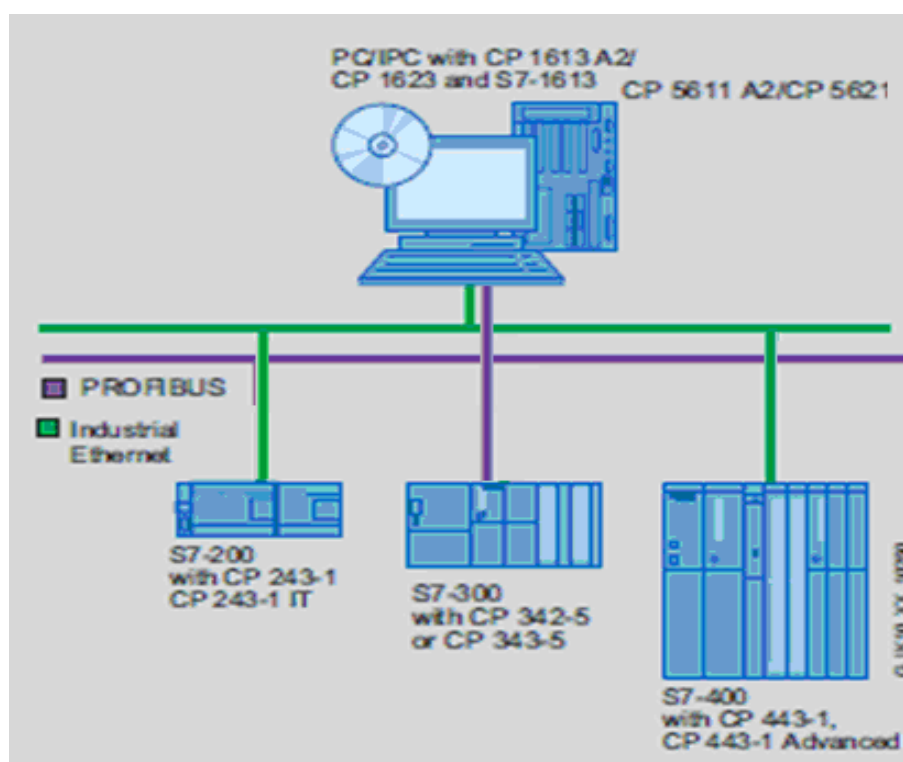 PC/IPC with CP 1613 A2/
CP 1623 and S7-1613
CP 5611 A2/CP 5621
PROFIBUS
Industrial
Ethernet
S7-200
with CP 243-1
CP 243-1 IT
S7-300
with CP 342-5
or CP 343-5
S7-400
with CP 443-1,
CP 443-1 Advanced